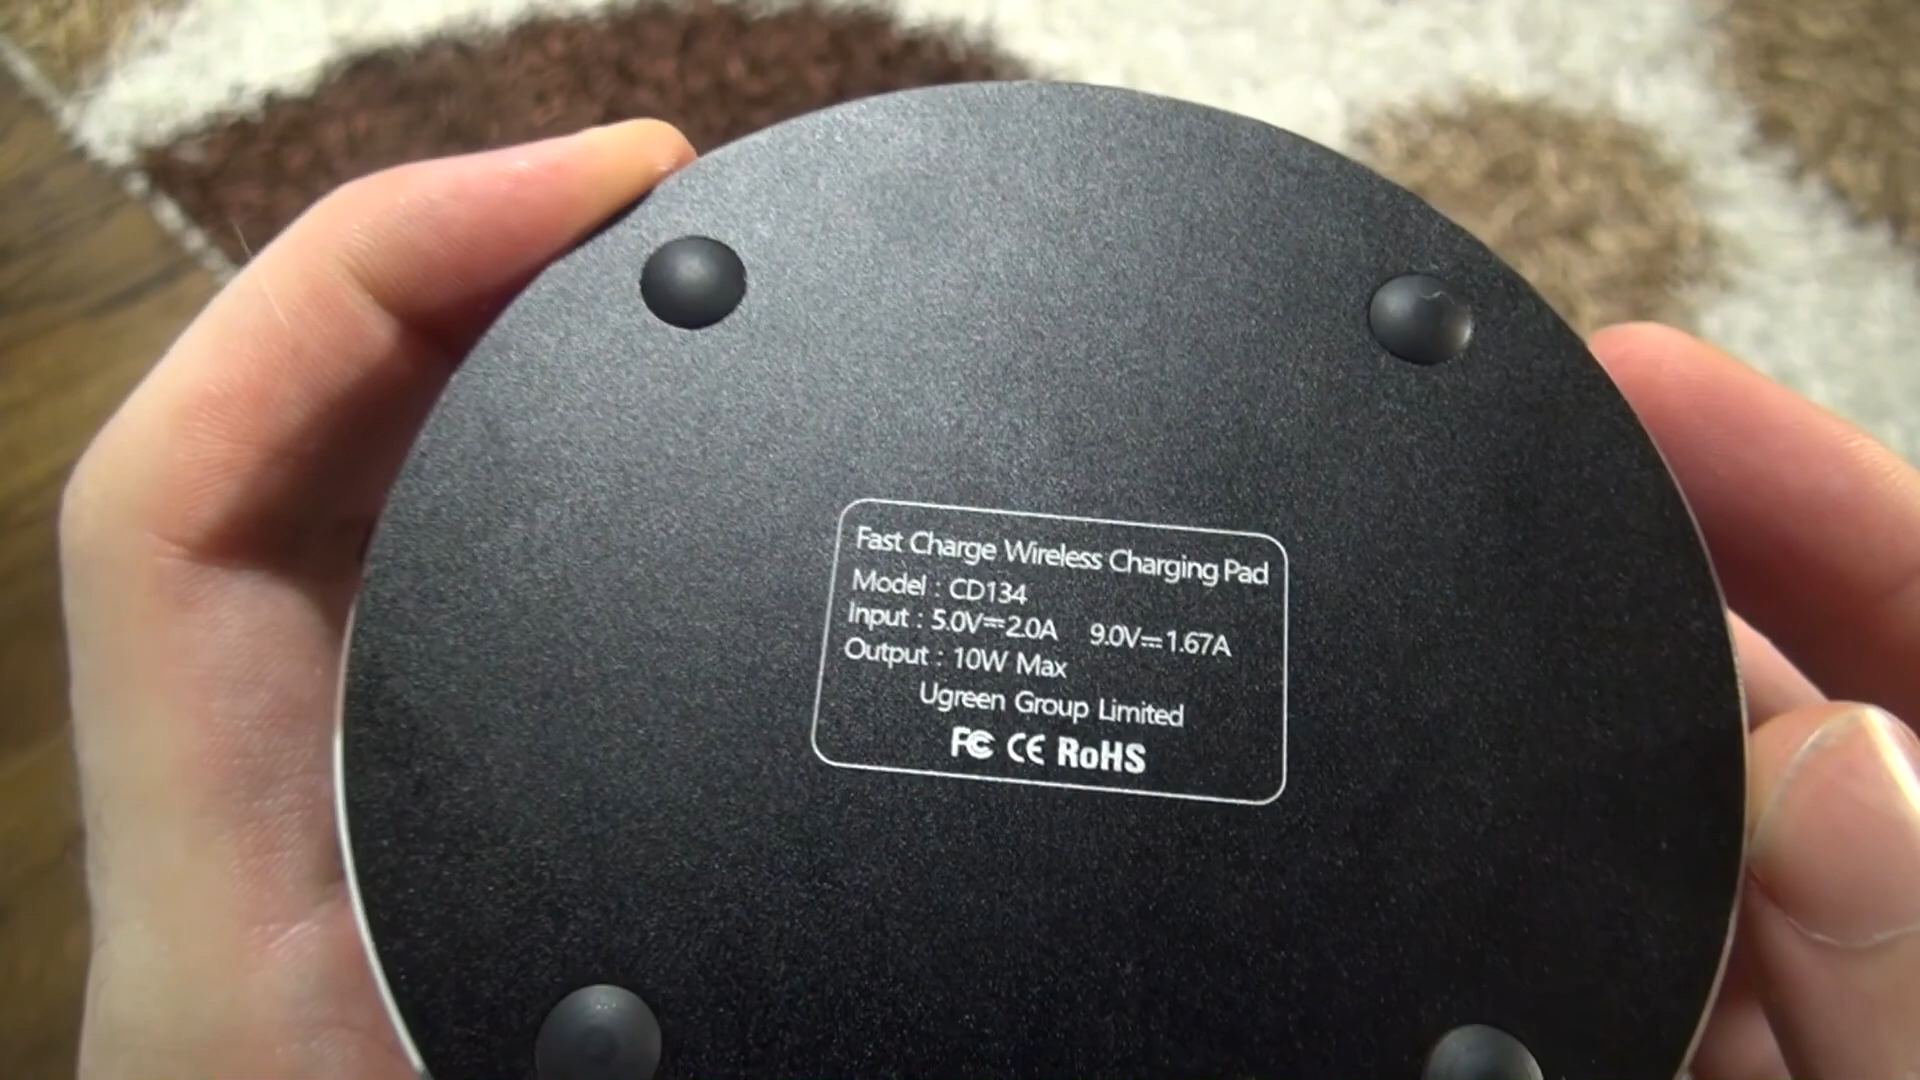 Fast Charge Wireless Charging Pad
Model : CD134
Input : 5.0V⎓2.0A 9.0V⎓1.67A
Output : 10W Max
Ugreen Group Limited
FC CE RoHS